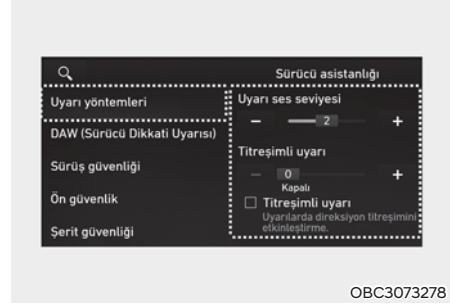 Sürücü asistanlığı
Uyarı yöntemleri
DAW (Sürücü Dikkati Uyarısı)
Sürüş güvenliği
Ön güvenlik
Şerit güvenliği
Uyarı ses seviyesi
− 2 +
Titreşimli uyarı
− 0 +
Kapalı
Titreşimli uyarı
Uyarılarda direksiyon titreşimini
etkinleştirme.
OBC3073278